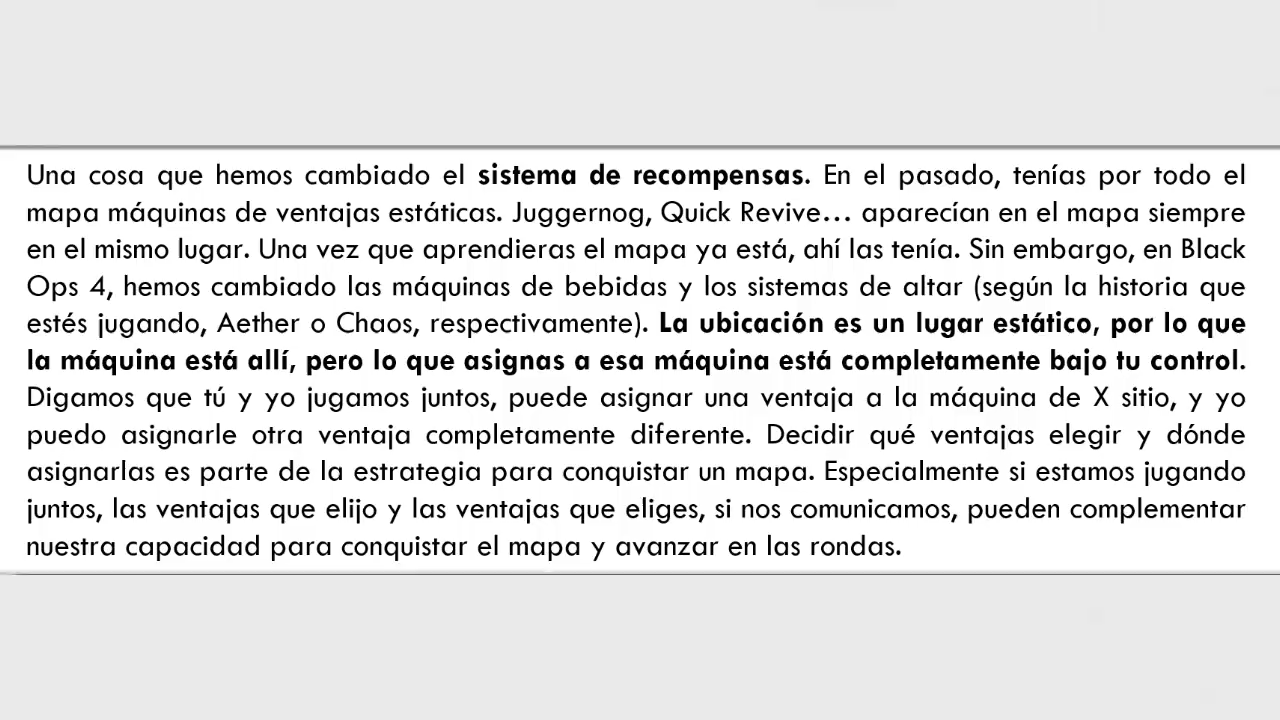 Una cosa que hemos cambiado el sistema de recompensas. En el pasado, tenías por todo el
mapa máquinas de ventajas estáticas. Juggernog, Quick Revive… aparecían en el mapa siempre
en el mismo lugar. Una vez que aprendieras el mapa ya está, ahí las tenía. Sin embargo, en Black
Ops 4, hemos cambiado las máquinas de bebidas y los sistemas de altar (según la historia que
estés jugando, Aether o Chaos, respectivamente). La ubicación es un lugar estático, por lo que
la máquina está allí, pero lo que asignas a esa máquina está completamente bajo tu control.
Digamos que tú y yo jugamos juntos, puede asignar una ventaja a la máquina de X sitio, y yo
puedo asignarle otra ventaja completamente diferente. Decidir qué ventajas elegir y dónde
asignarlas es parte de la estrategia para conquistar un mapa. Especialmente si estamos jugando
juntos, las ventajas que elijo y las ventajas que eliges, si nos comunicamos, pueden complementar
nuestra capacidad para conquistar el mapa y avanzar en las rondas.